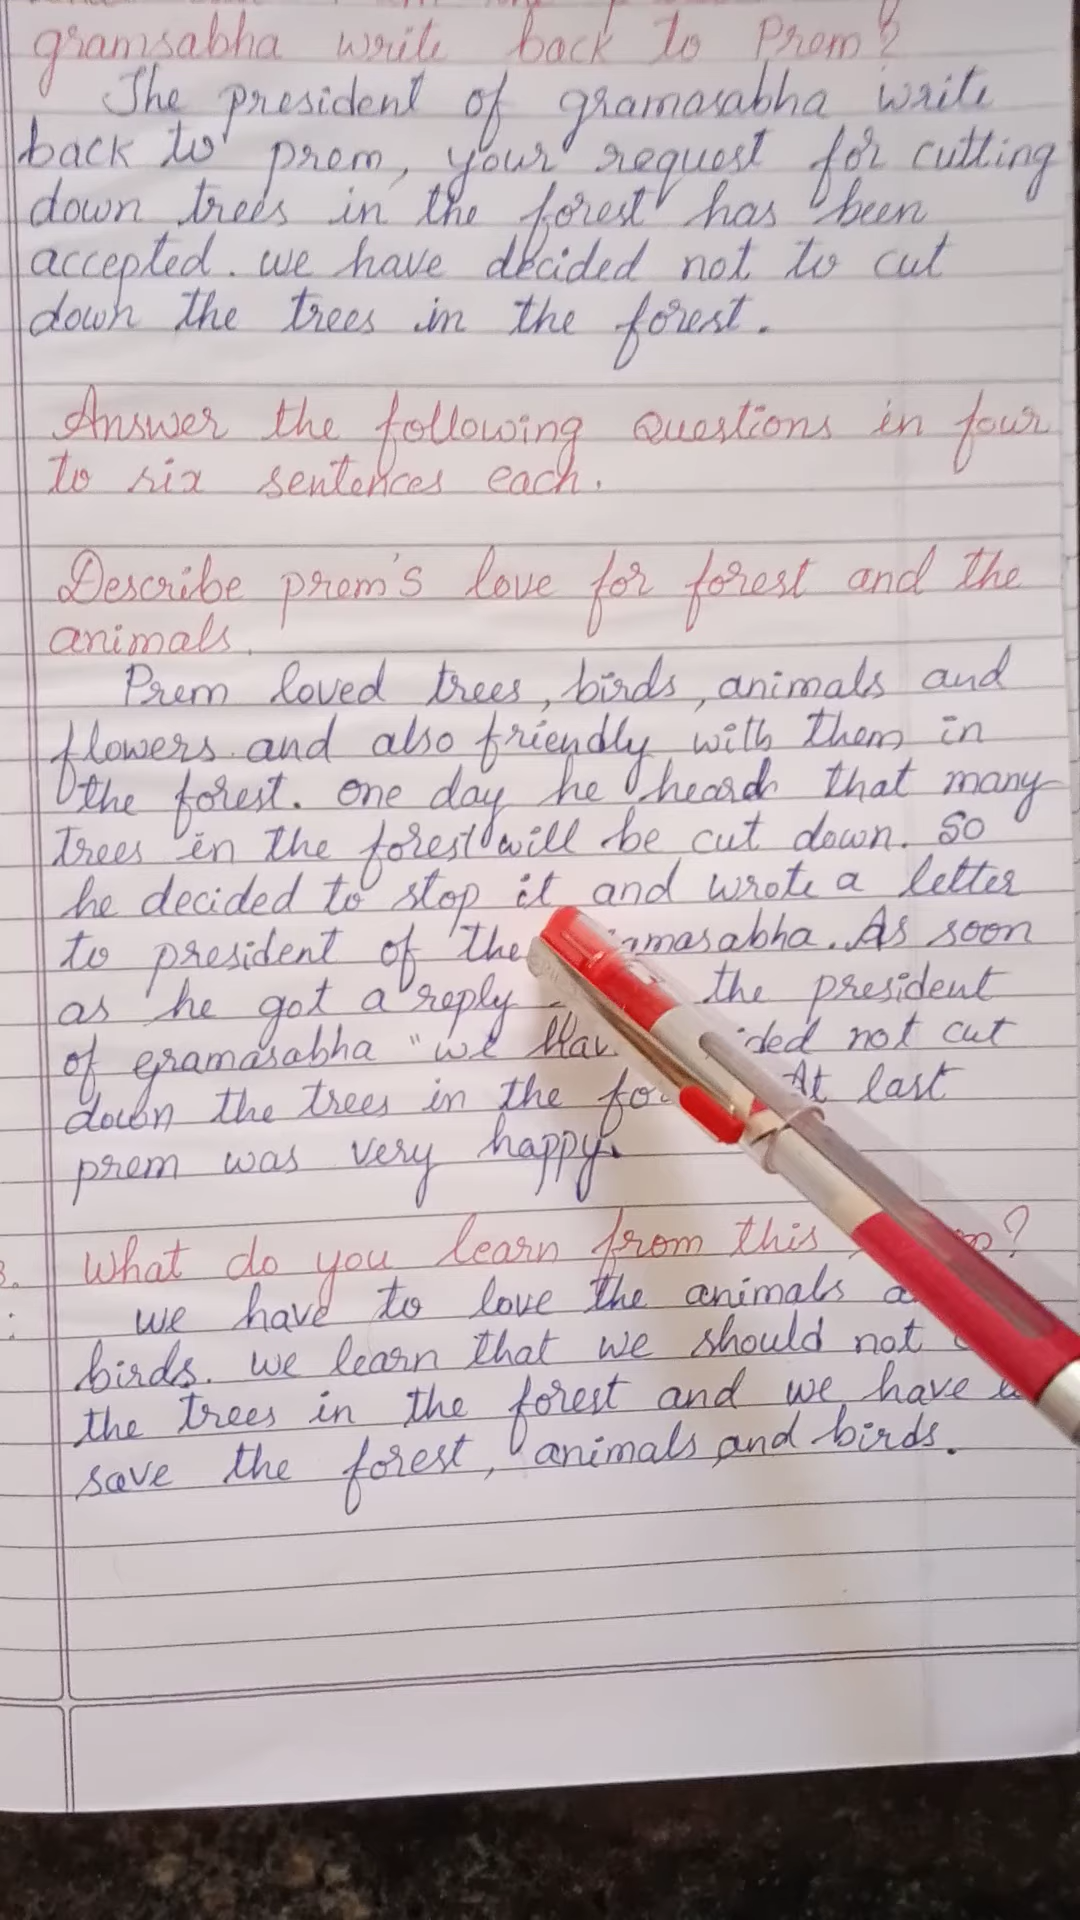 gramsabha write back to Prem?
The president of gramasabha write
back to prem, your request for cutting
down trees in the forest has been
accepted. we have decided not to cut
down the trees in the forest.
Answer the following Questions in four
to six sentences each.
Describe prem's love for forest and the
animals.
Prem loved trees, birds, animals and
flowers and also friendly with them in
the forest. one day he heard that many
trees in the forest will be cut down. So
he decided to stop it and wrote a letter
to president of the As soon
as he got a reply the president
of gramasabha "we not cut
down the trees in the At last
prem was very happy.
What do you learn from this
we have to love the animals
birds. we learn that we should not
the trees in the forest and we have
save the forest, animals and birds.